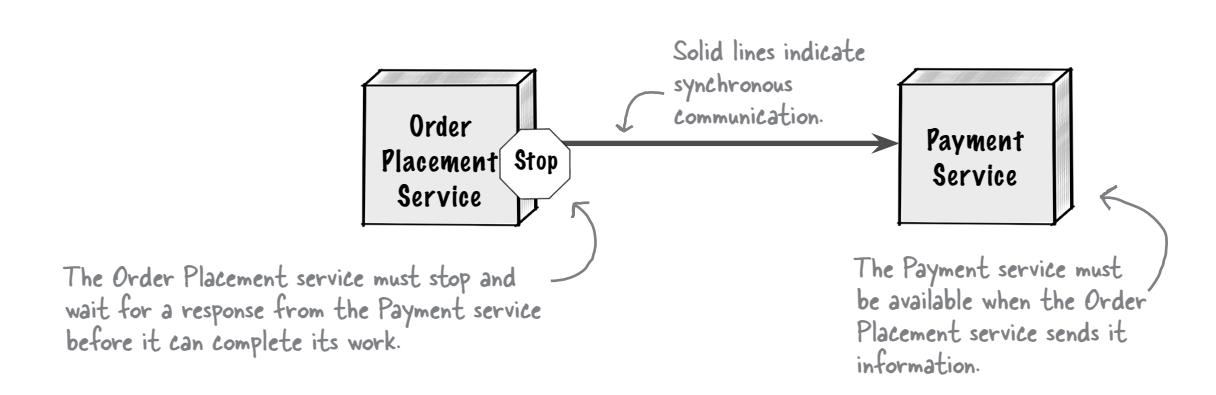 Solid lines indicate
synchronous
communication.
Order
Placement
Service
Stop
Payment
Service
The Order Placement service must stop and
wait for a response from the Payment service
before it can complete its work.
The Payment service must
be available when the Order
Placement service sends it
information.